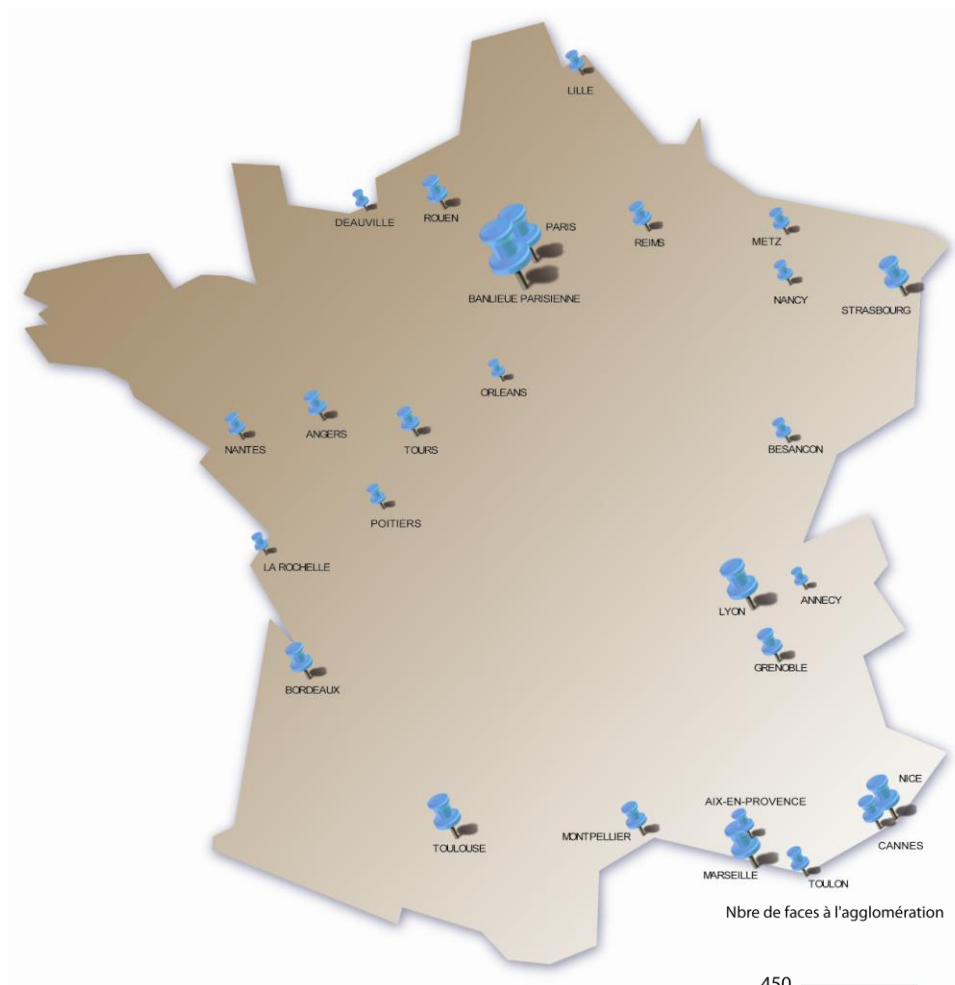 LILLE
DEAUVILLE
ROUEN
PARIS
REIMS
METZ
BANLIEUE PARISIENNE
NANCY
STRASBOURG
ORLEANS
NANTES
ANGERS
TOURS
BESANCON
POITIERS
LA ROCHELLE
LYON
ANNECY
GRENOBLE
BORDEAUX
NICE
AIX-EN-PROVENCE
MONTPELLIER
TOULOUSE
CANNES
MARSEILLE
TOULON
Nbre de faces à l'agglomération
450